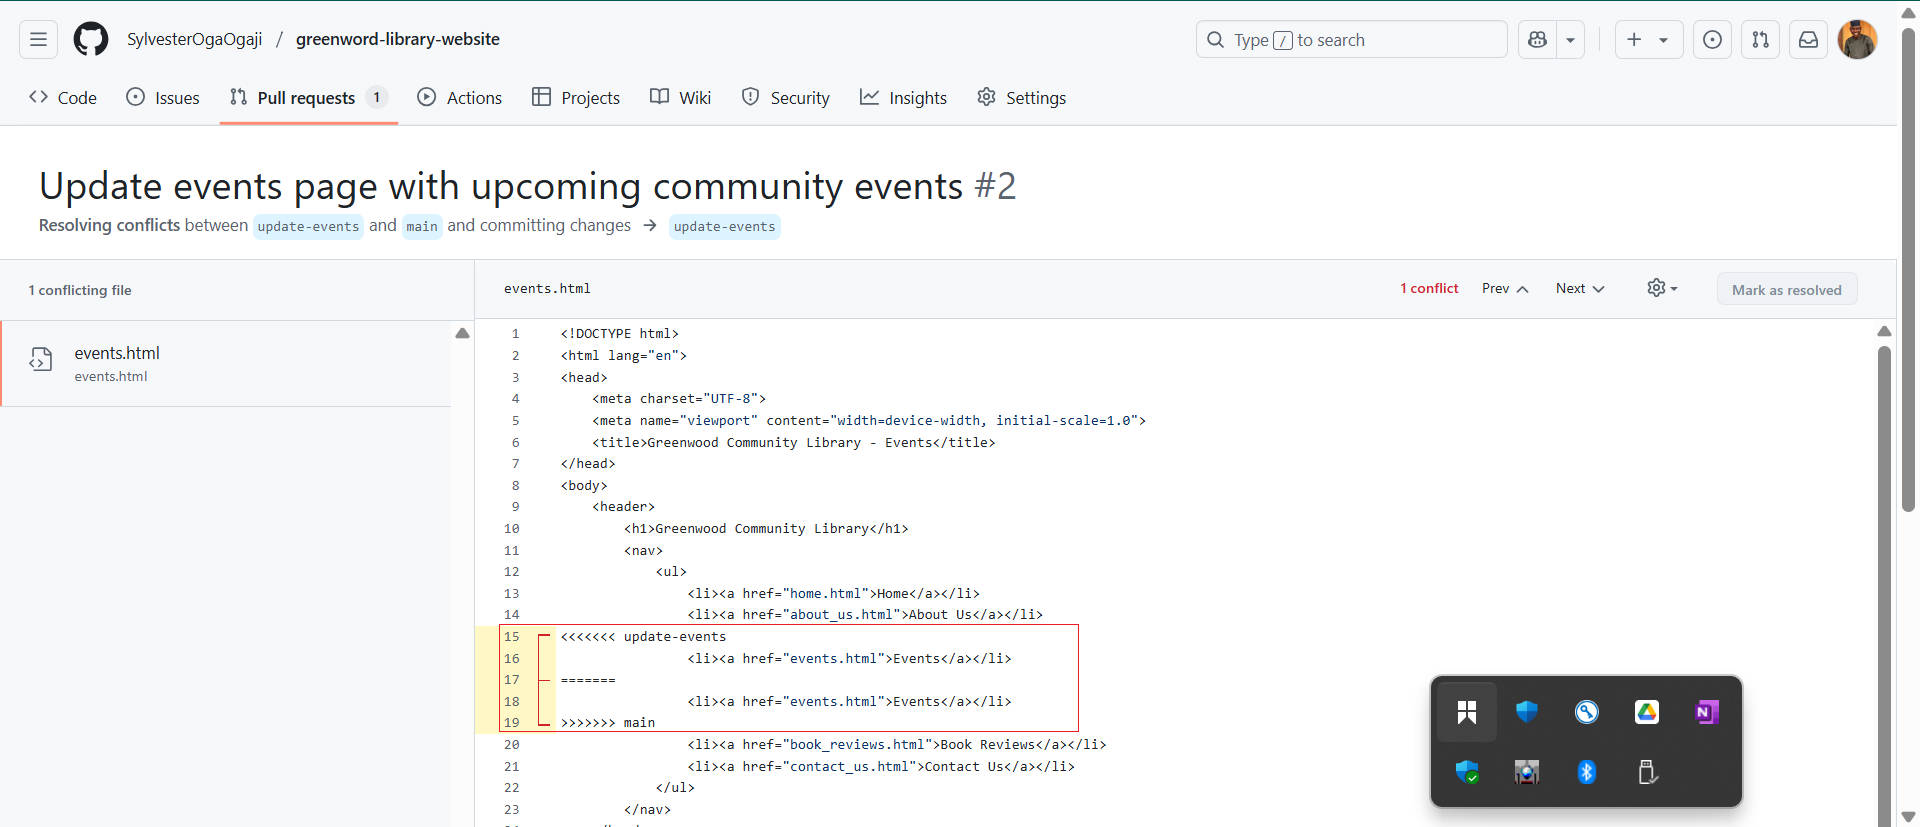 SylvesterOgaOgaji / greenword-library-website
Type / to search
Code
Issues
Pull requests 1
Actions
Projects
Wiki
Security
Insights
Settings
Update events page with upcoming community events #2
Resolving conflicts between update-events and main and committing changes → update-events
1 conflicting file
events.html
events.html
events.html
1 conflict
Prev
Next
Mark as resolved
1 <!DOCTYPE html>
2 <html lang="en">
3 <head>
4 <meta charset="UTF-8">
5 <meta name="viewport" content="width=device-width, initial-scale=1.0">
6 <title>Greenwood Community Library - Events</title>
7 </head>
8 <body>
9 <header>
10 <h1>Greenwood Community Library</h1>
11 <nav>
12 <ul>
13 <li><a href="home.html">Home</a></li>
14 <li><a href="about_us.html">About Us</a></li>
15 <<<<<<< update-events
16 <li><a href="events.html">Events</a></li>
17 =======
18 <li><a href="events.html">Events</a></li>
19 >>>>>>> main
20 <li><a href="book_reviews.html">Book Reviews</a></li>
21 <li><a href="contact_us.html">Contact Us</a></li>
22 </ul>
23 </nav>
N